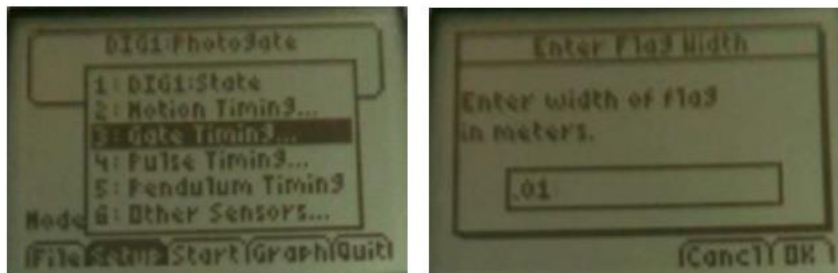 DIG1:Photogate
1: DIG1:State
2: Motion Timing...
3: Gate Timing...
4: Pulse Timing...
5: Pendulum Timing
6: Other Sensors...
Mode
File Setup Start Graph Quit
Enter Flag Width
Enter width of flag
in meters.
.01
Cancl OK